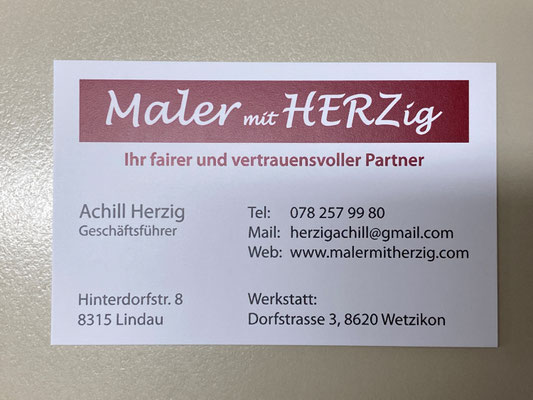 Maler mit HERZig
Ihr fairer und vertrauensvoller Partner
Achill Herzig
Geschäftsführer
Tel: 078 257 99 80
Mail: herzigachill@gmail.com
Web: www.malermitherzig.com
Hinterdorfstr. 8
8315 Lindau
Werkstatt:
Dorfstrasse 3, 8620 Wetzikon